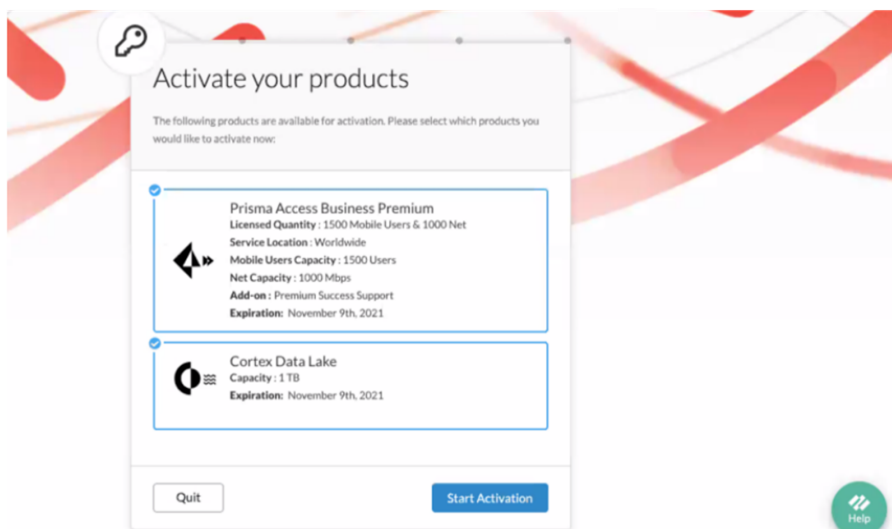 Activate your products
The following products are available for activation. Please select which products you
would like to activate now:
Prisma Access Business Premium
Licensed Quantity : 1500 Mobile Users & 1000 Net
Service Location : Worldwide
Mobile Users Capacity : 1500 Users
Net Capacity : 1000 Mbps
Add-on : Premium Success Support
Expiration: November 9th, 2021
Cortex Data Lake
Capacity : 1 TB
Expiration: November 9th, 2021
Quit
Start Activation
Help